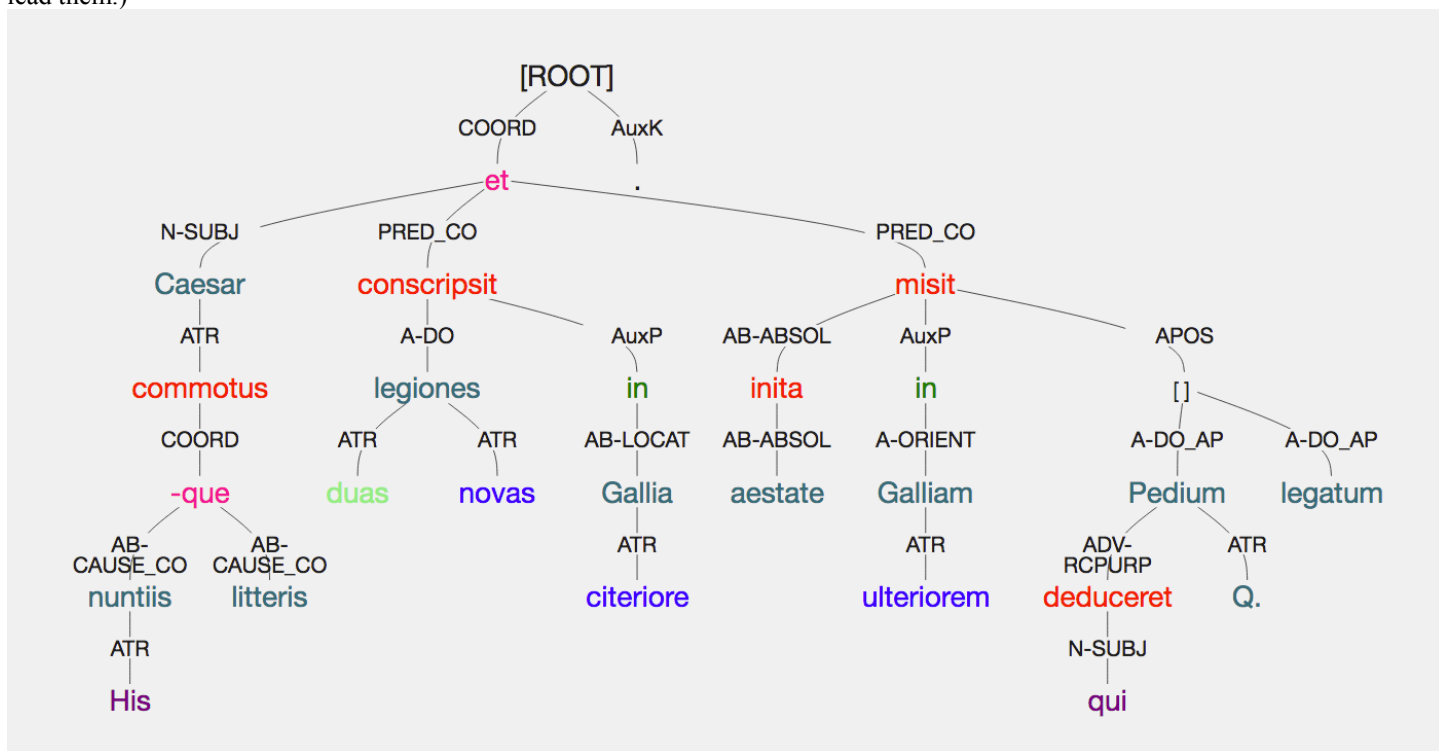 lead them.)
[ROOT]
COORD AuxK
et .
N-SUBJ PRED_CO PRED_CO
Caesar conscripsit misit
ATR A-DO AuxP AB-ABSOL AuxP APOS
commotus legiones in inita in [ ]
COORD ATR ATR AB-LOCAT AB-ABSOL A-ORIENT A-DO_AP A-DO_AP
-que duas novas Gallia aestate Galliam Pedium legatum
AB-CAUSE_CO AB-CAUSE_CO ATR ATR ADV-RCPURP ATR
nuntiis litteris citeriore ulteriorem deduceret Q.
ATR N-SUBJ
His qui